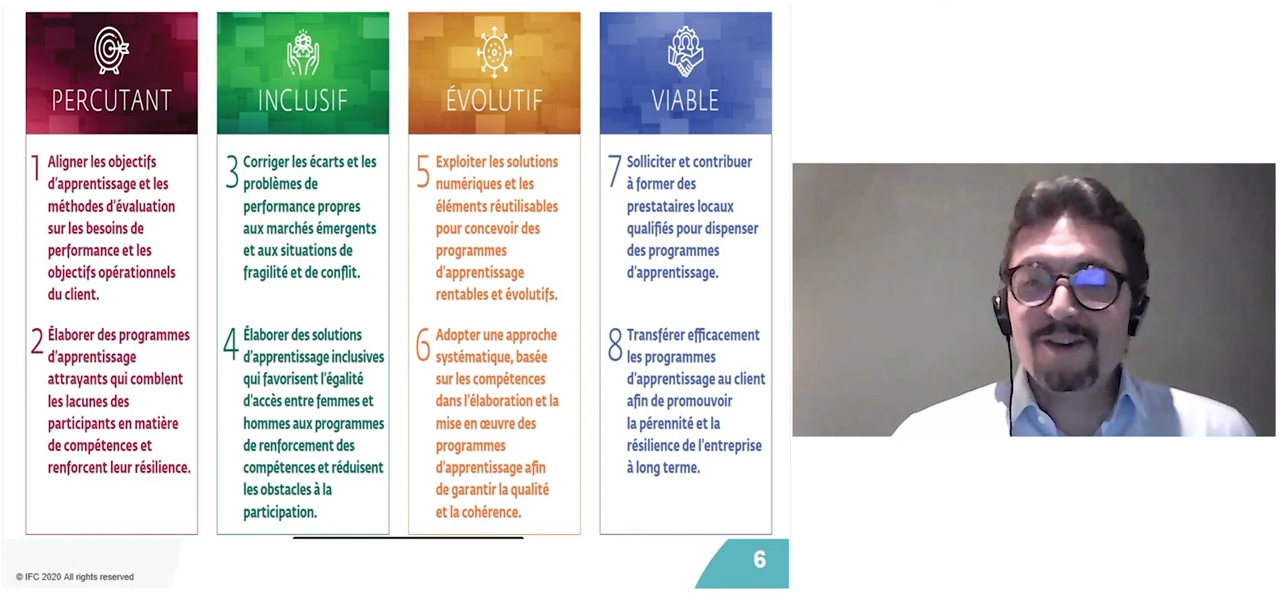 PERCUTANT
1 Aligner les objectifs
d'apprentissage et les
méthodes d'évaluation
sur les besoins de
performance et les
objectifs opérationnels
du client.
2 Élaborer des programmes
d'apprentissage
attrayants qui comblent
les lacunes des
participants en matière
de compétences et
renforcent leur résilience.
INCLUSIF
3 Corriger les écarts et les
problèmes de
performance propres
aux marchés émergents
et aux situations de
fragilité et de conflit.
4 Élaborer des solutions
d'apprentissage inclusives
qui favorisent l'égalité
d'accès entre femmes et
hommes aux programmes
de renforcement des
compétences et réduisent
les obstacles à la
participation.
ÉVOLUTIF
5 Exploiter les solutions
numériques et les
éléments réutilisables
pour concevoir des
programmes
d'apprentissage
rentables et évolutifs.
6 Adopter une approche
systématique, basée
sur les compétences
dans l'élaboration et la
mise en œuvre des
programmes
d'apprentissage afin
de garantir la qualité
et la cohérence.
VIABLE
7 Solliciter et contribuer
à former des
prestataires locaux
qualifiés pour dispenser
des programmes
d'apprentissage.
8 Transférer efficacement
les programmes
d'apprentissage au client
afin de promouvoir
la pérennité et la
résilience de l'entreprise
à long terme.
© IFC 2020 All rights reserved
6